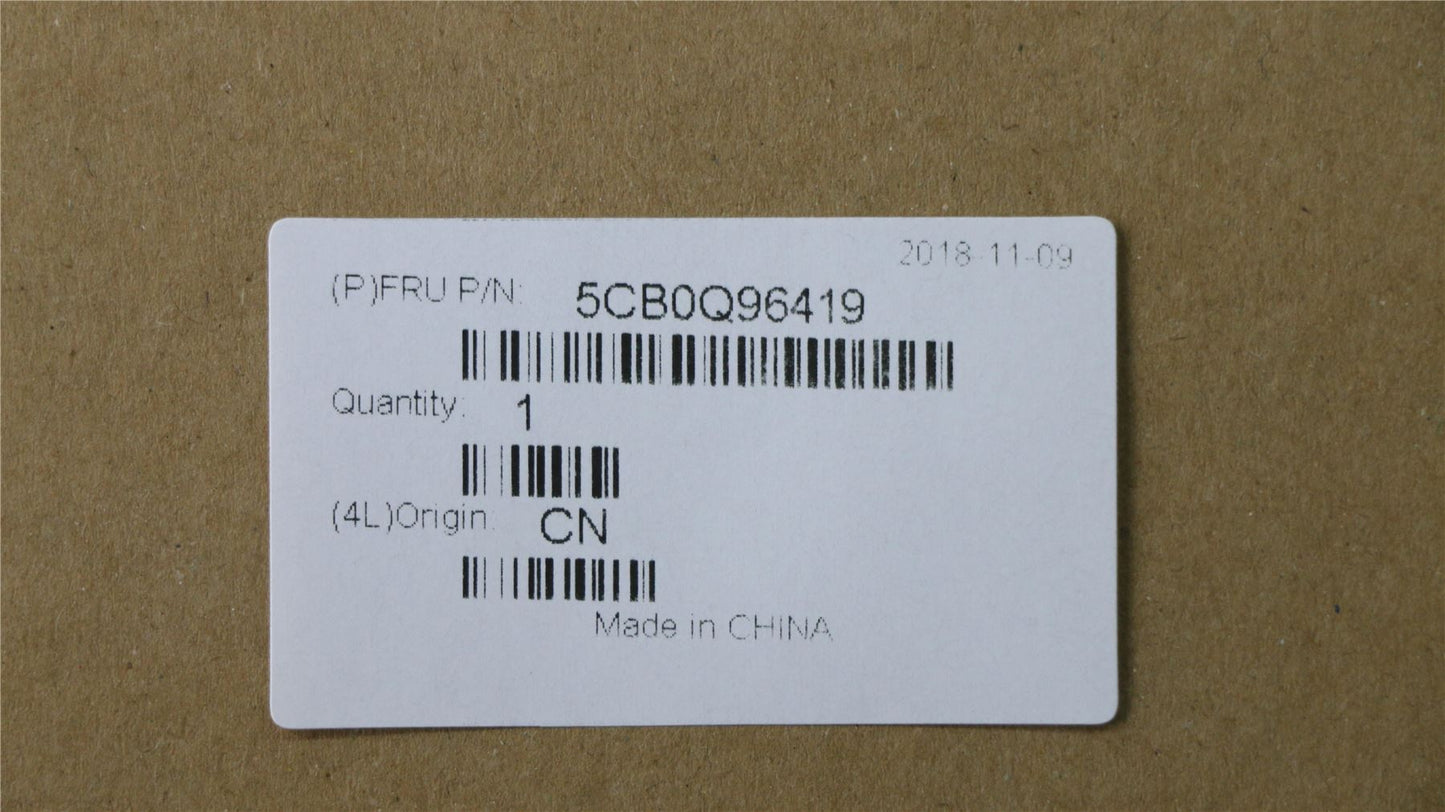 2018-11-09
(P)FRU P/N: 5CB0Q96419
Quantity: 1
(4L)Origin: CN
Made in CHINA